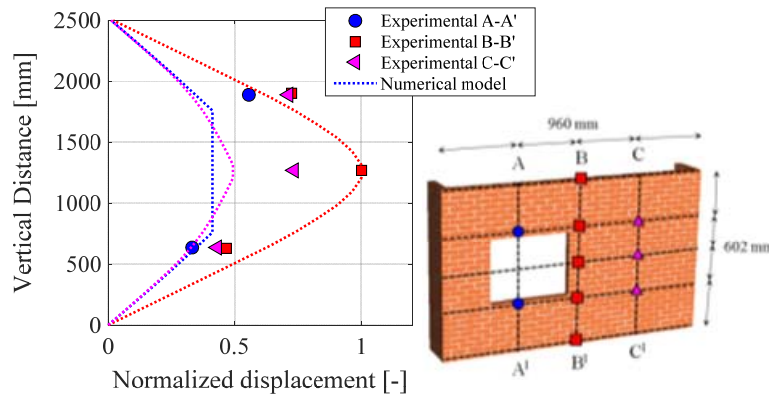 Experimental A-A'
Experimental B-B'
Experimental C-C'
Numerical model
2500
2000
1500
1000
500
0
Vertical Distance [mm]
0
0.5
1
Normalized displacement [-]
960 mm
A
B
C
602 mm
A'
B'
C'